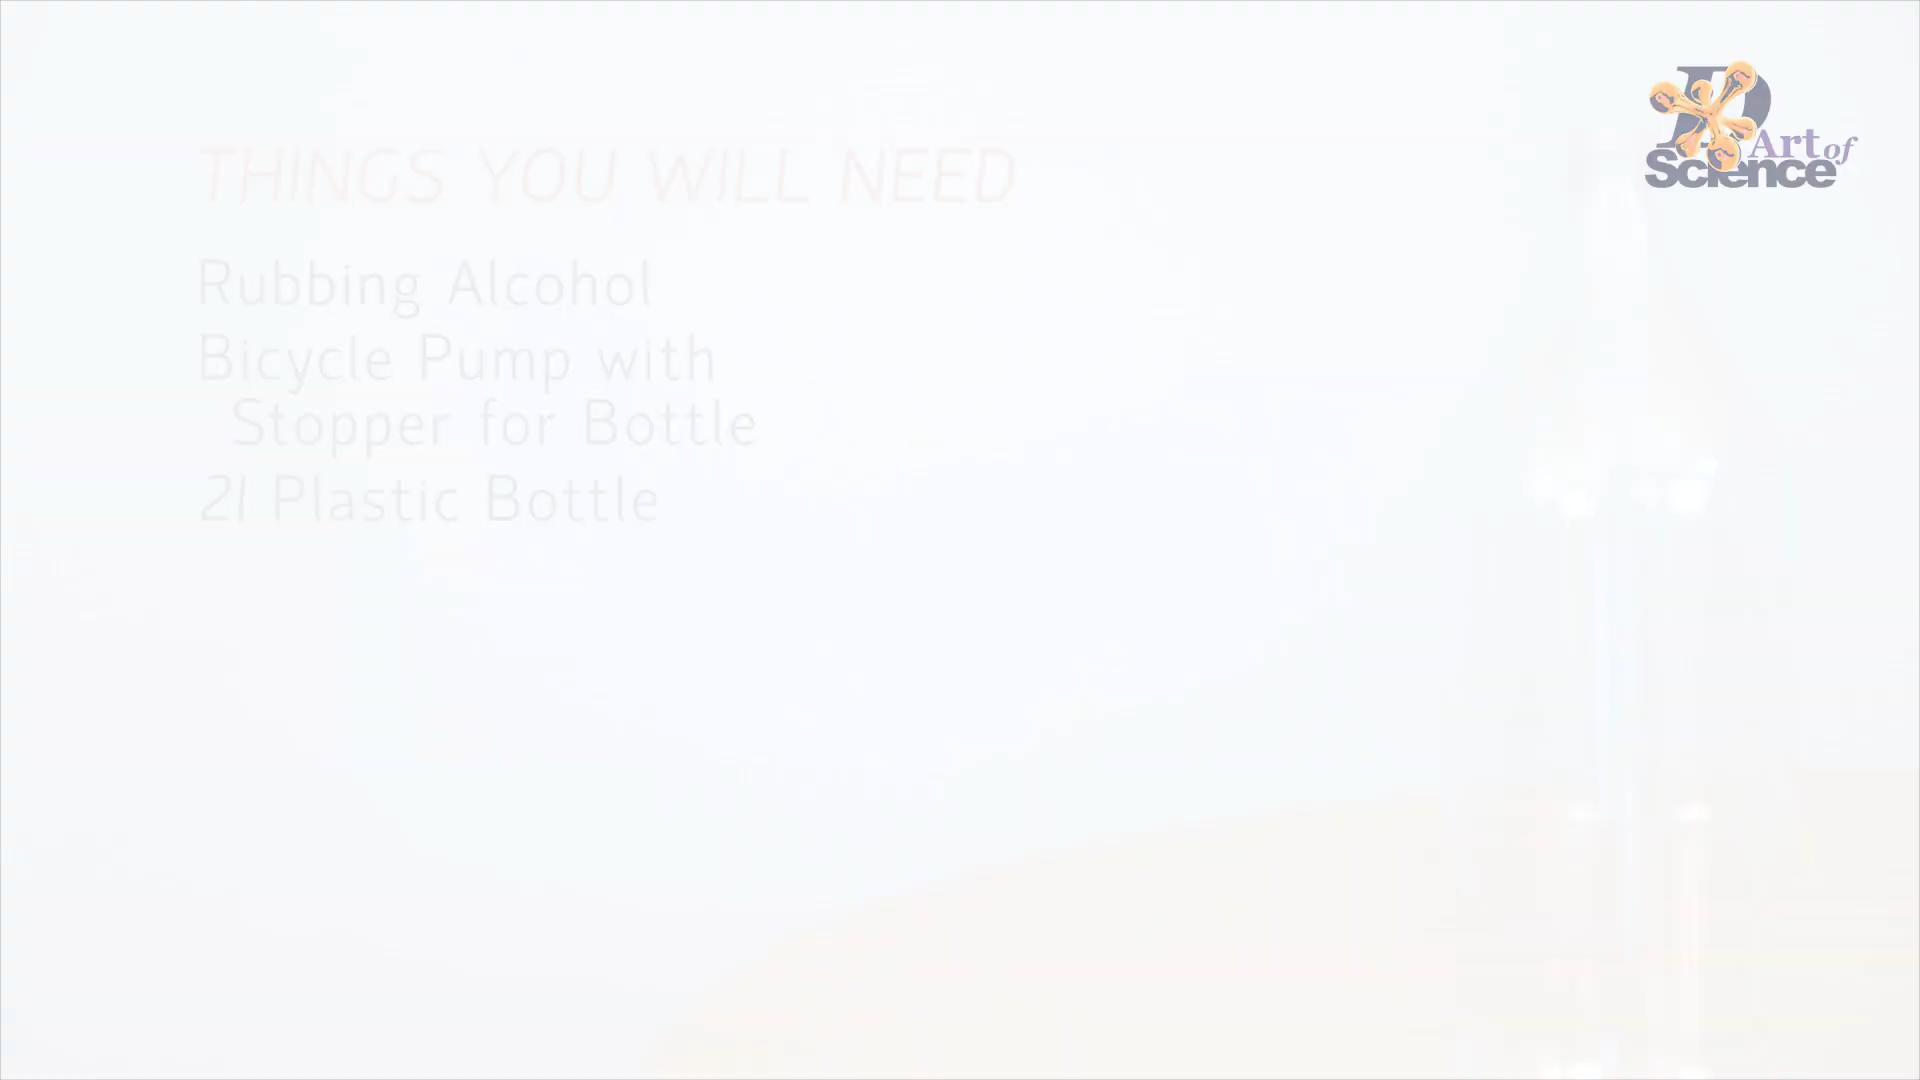 THINGS YOU WILL NEED
Rubbing Alcohol
Bicycle Pump with
Stopper for Bottle
2l Plastic Bottle
D
Art of
Science